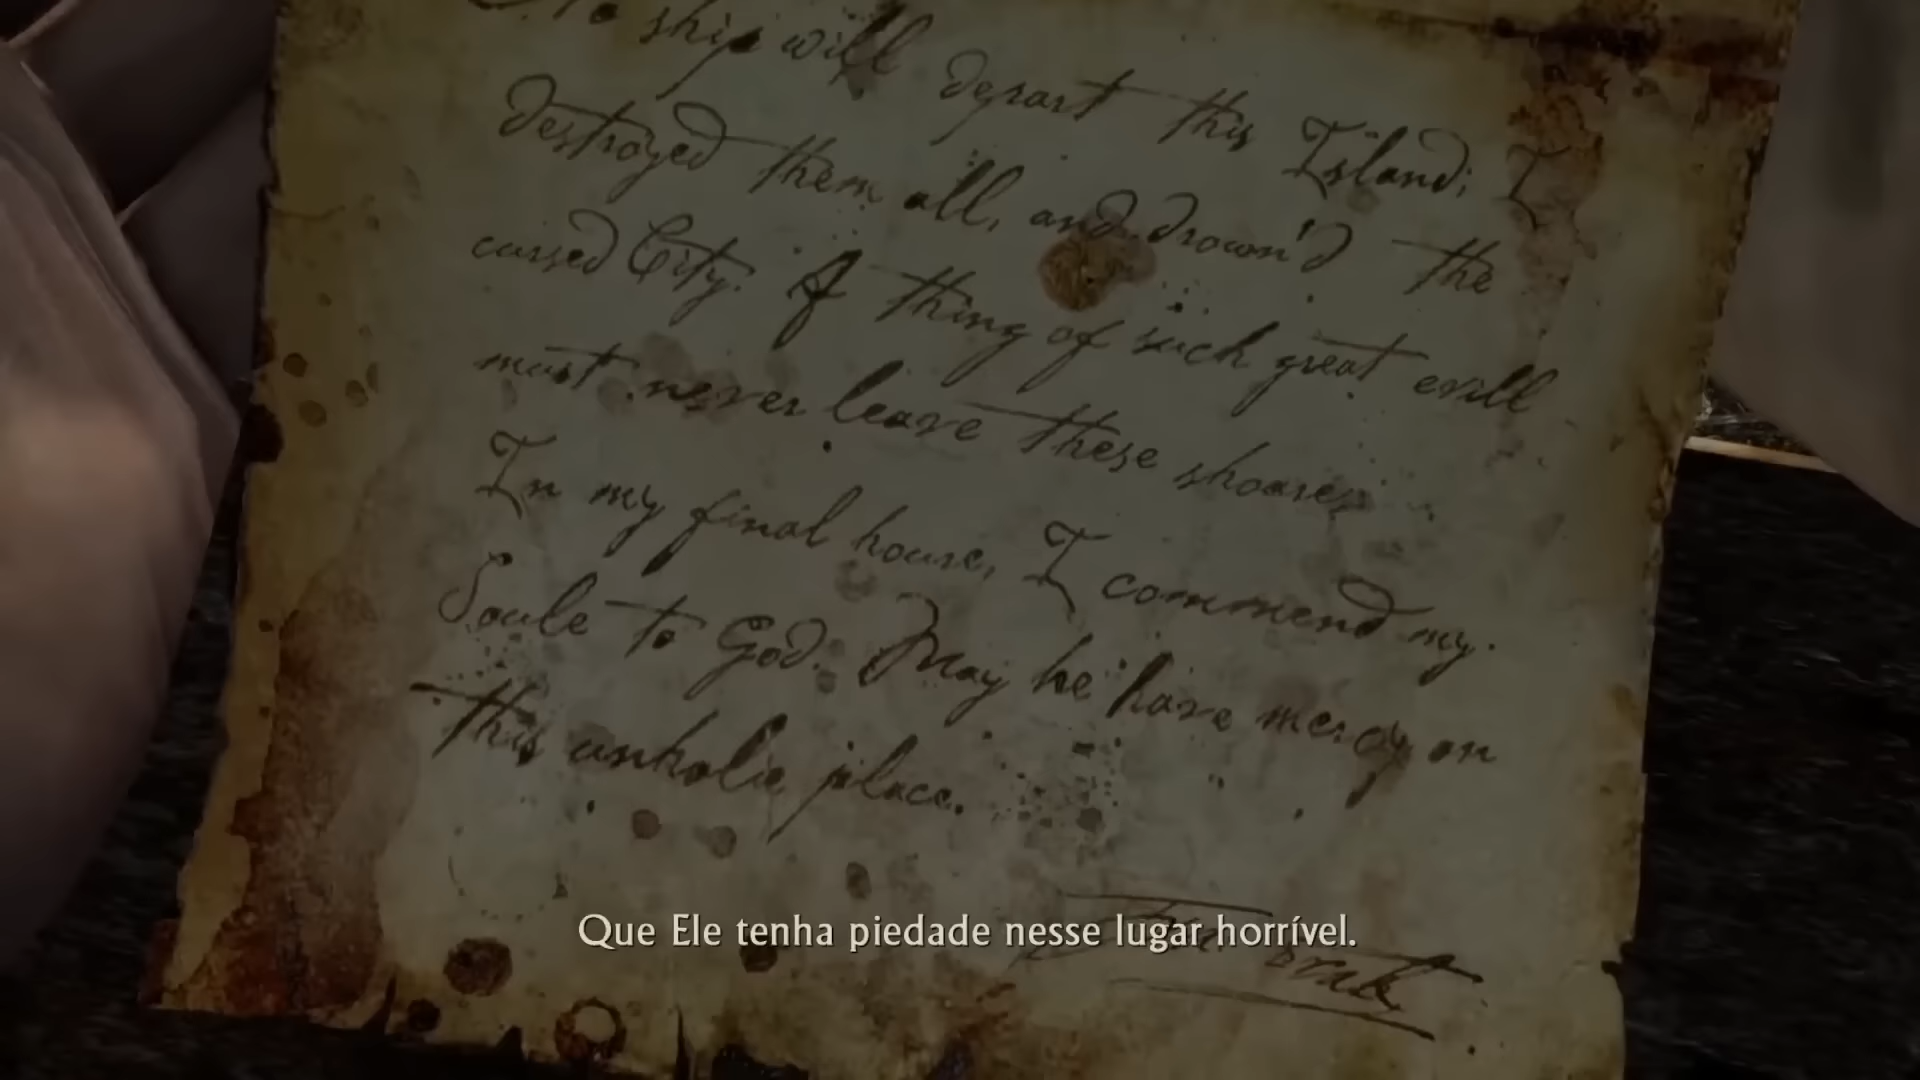 No ship will depart this Island; I
destroyed them all, and drown'd the
cursed City. A thing of such great evill
must never leave these shoares
In my final houre, I commend my
Soule to God. May he have mercy on
this unholie place.
Que Ele tenha piedade nesse lugar horrível.